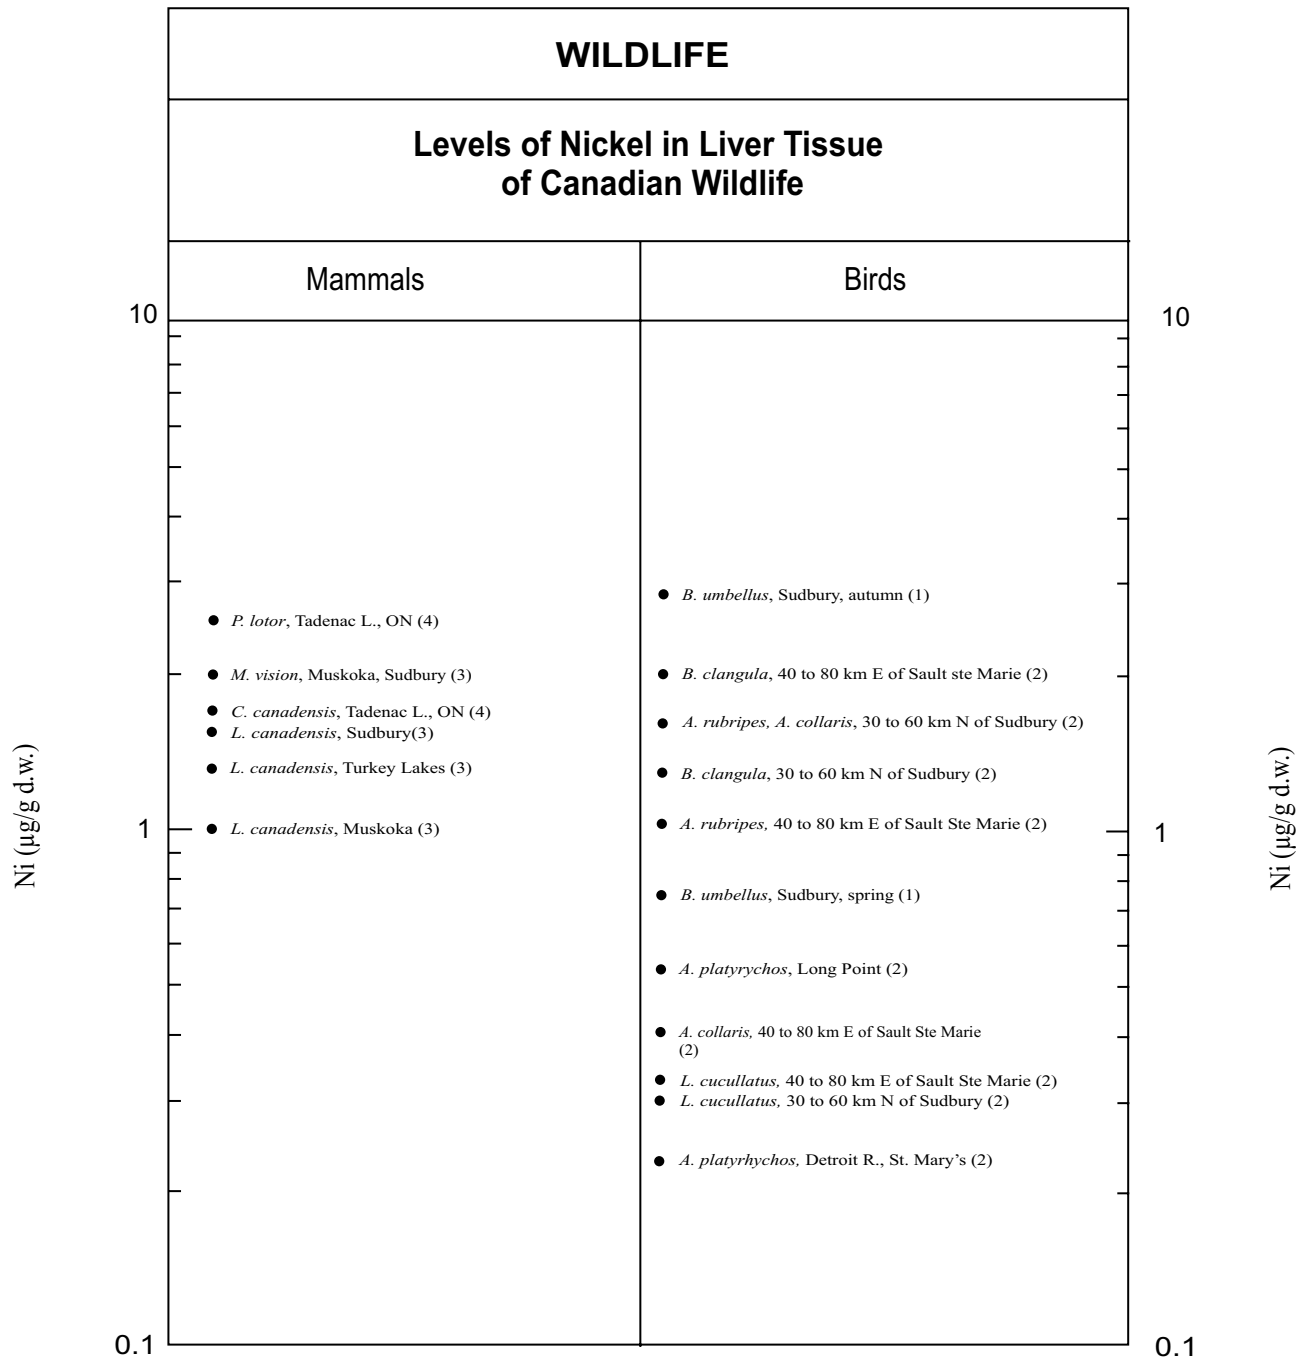 WILDLIFE
Levels of Nickel in Liver Tissue
of Canadian Wildlife
Mammals
Birds
10
10
B. umbellus, Sudbury, autumn (1)
P. lotor, Tadenac L., ON (4)
M. vision, Muskoka, Sudbury (3)
B. clangula, 40 to 80 km E of Sault ste Marie (2)
C. canadensis, Tadenac L., ON (4)
A. rubripes, A. collaris, 30 to 60 km N of Sudbury (2)
L. canadensis, Sudbury(3)
L. canadensis, Turkey Lakes (3)
B. clangula, 30 to 60 km N of Sudbury (2)
Ni (µg/g d.w.)
1
L. canadensis, Muskoka (3)
A. rubripes, 40 to 80 km E of Sault Ste Marie (2)
1
Ni (µg/g d.w.)
B. umbellus, Sudbury, spring (1)
A. platyrychos, Long Point (2)
A. collaris, 40 to 80 km E of Sault Ste Marie
(2)
L. cucullatus, 40 to 80 km E of Sault Ste Marie (2)
L. cucullatus, 30 to 60 km N of Sudbury (2)
A. platyrhychos, Detroit R., St. Mary’s (2)
0.1
0.1